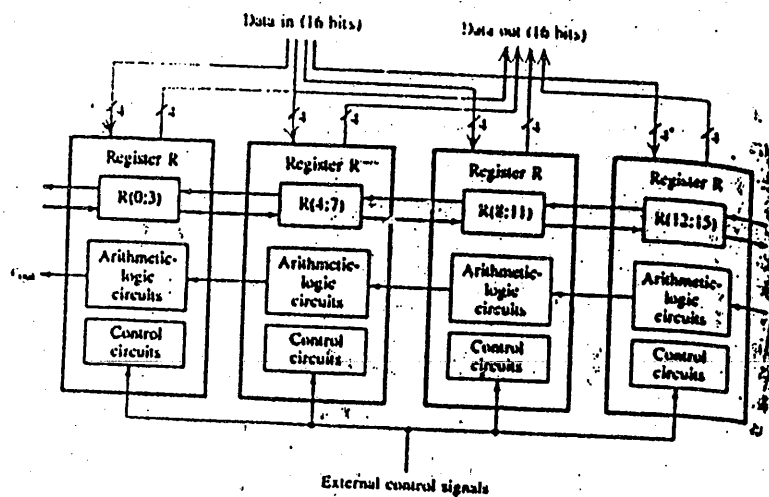 Data in (16 bits)
Data out (16 bits)
4
4
4
4
4
4
4
4
Register R
Register R
Register R
Register R
R(0:3)
R(4:7)
R(8:11)
R(12:15)
Arithmetic-
logic
circuits
Arithmetic-
logic
circuits
Arithmetic-
logic
circuits
Arithmetic-
logic
circuits
Control
circuits
Control
circuits
Control
circuits
Control
circuits
External control signals